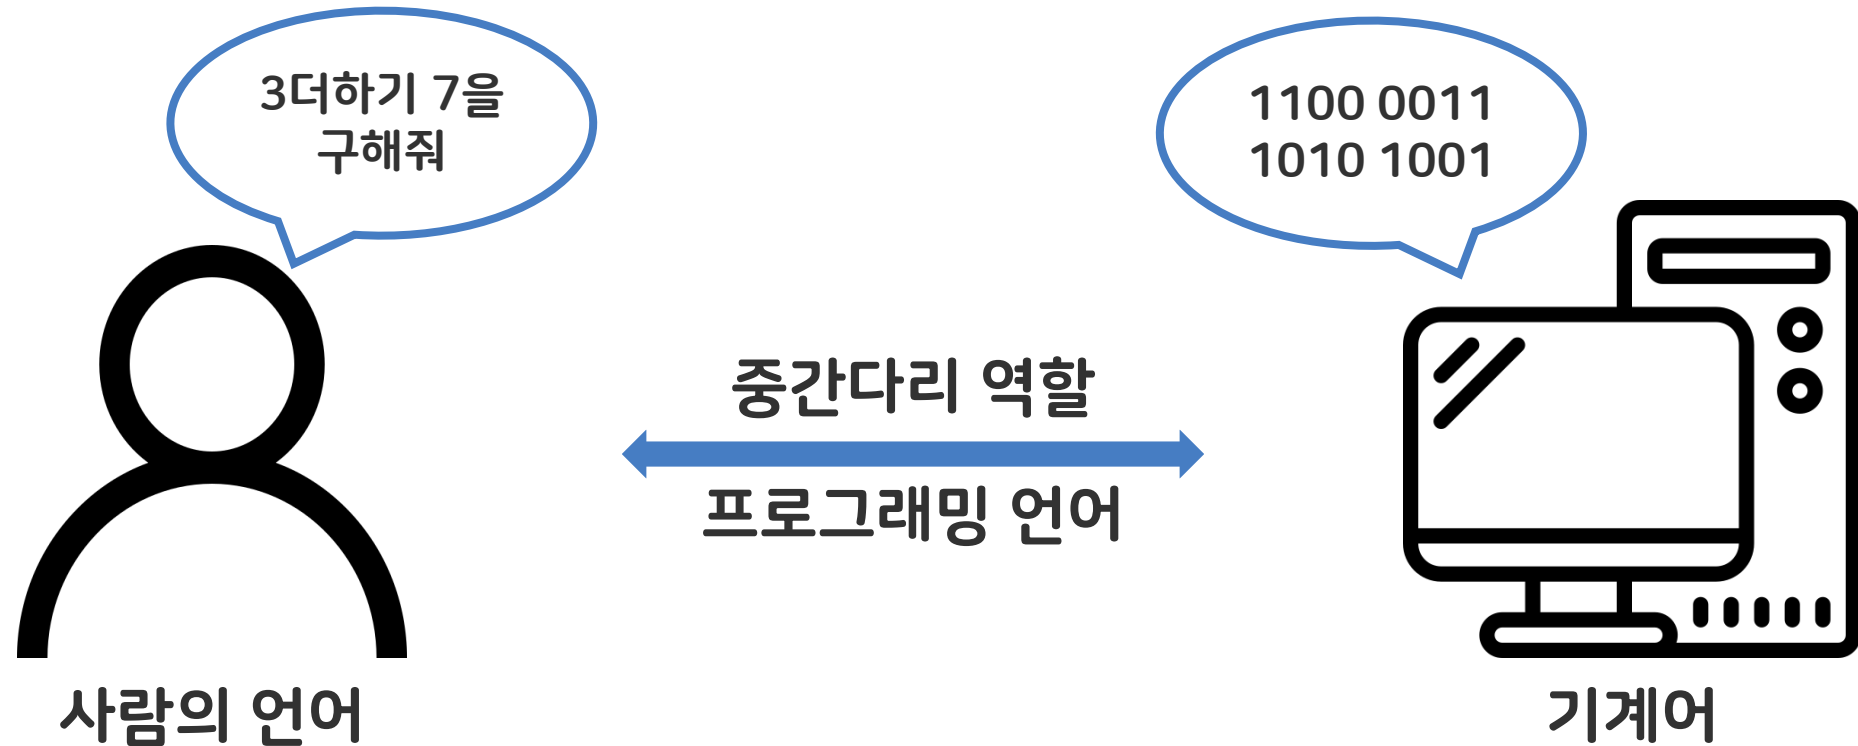 3더하기 7을
구해줘
1100 0011
1010 1001
중간다리 역할
프로그래밍 언어
사람의 언어
기계어